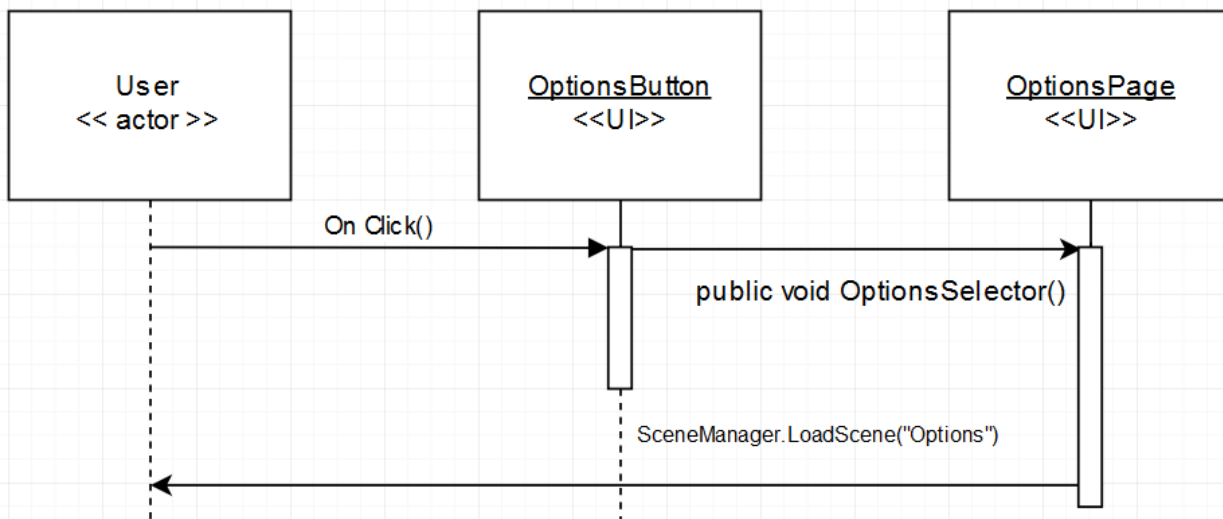 User
<< actor >>
OptionsButton
<<UI>>
OptionsPage
<<UI>>
On Click()
public void OptionsSelector()
SceneManager.LoadScene("Options")